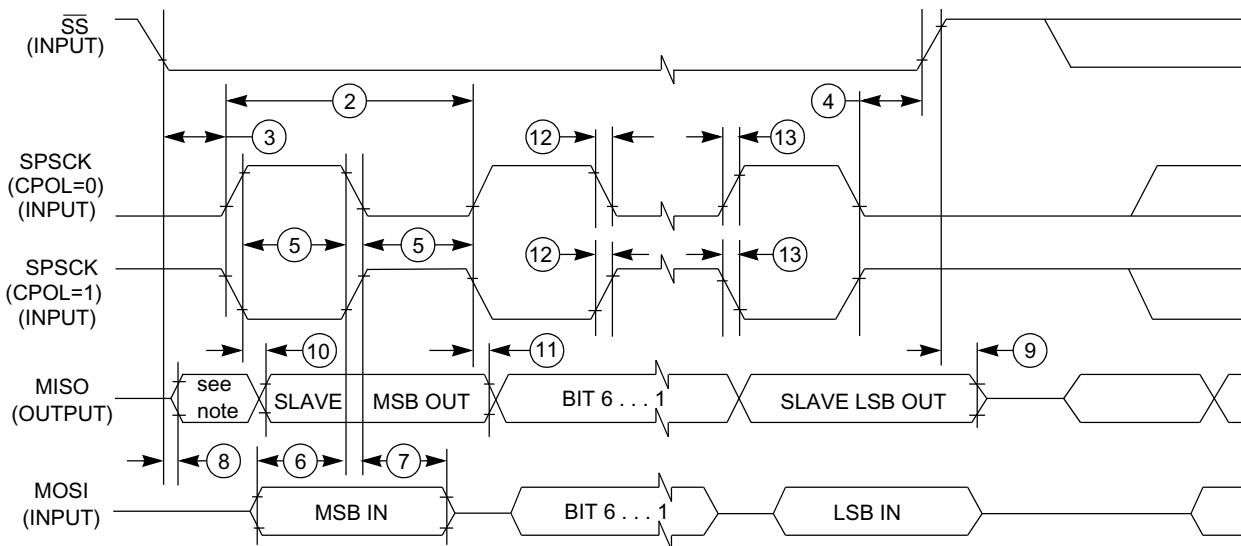 SS
(INPUT)
2
4
3
12
13
SPSCK
(CPOL=0)
(INPUT)
5
5
SPSCK
(CPOL=1)
(INPUT)
12
13
10
11
9
MISO
(OUTPUT)
see
note
SLAVE
MSB OUT
BIT 6 . . . 1
SLAVE LSB OUT
8
6
7
MOSI
(INPUT)
MSB IN
BIT 6 . . . 1
LSB IN